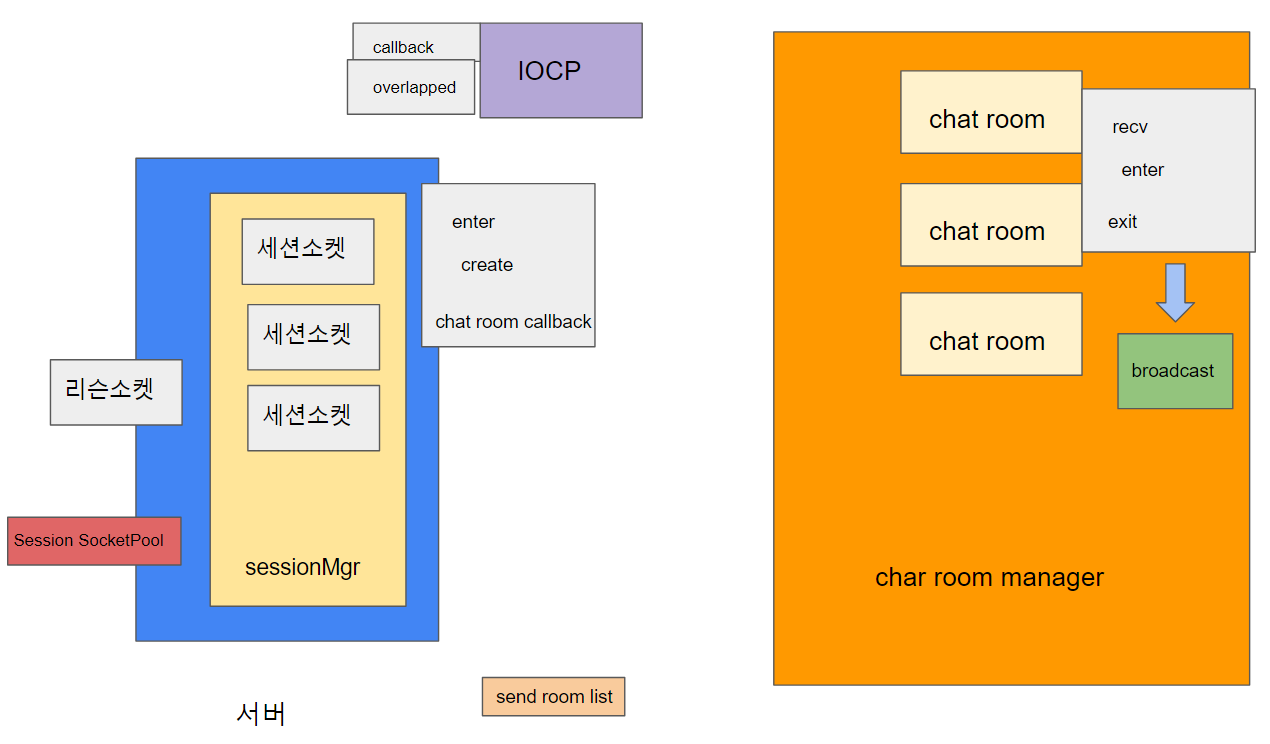 callback
overlapped
IOCP
세션소켓
세션소켓
세션소켓
enter
create
chat room callback
리슨소켓
Session SocketPool
sessionMgr
서버
send room list
chat room
chat room
chat room
recv
enter
exit
broadcast
char room manager